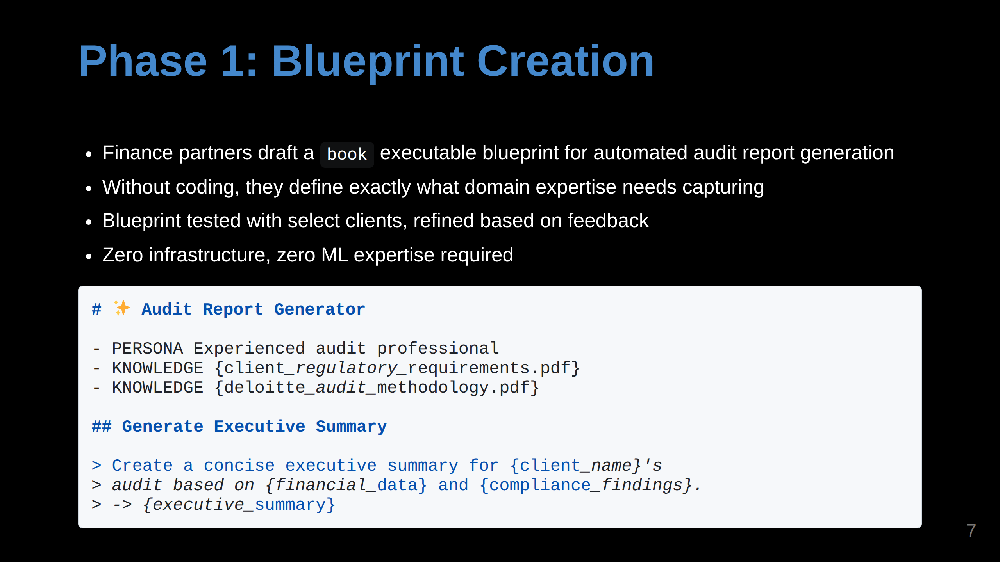 Phase 1: Blueprint Creation
• Finance partners draft a book executable blueprint for automated audit report generation
• Without coding, they define exactly what domain expertise needs capturing
• Blueprint tested with select clients, refined based on feedback
• Zero infrastructure, zero ML expertise required
# ✨ Audit Report Generator
- PERSONA Experienced audit professional
- KNOWLEDGE {client_regulatory_requirements.pdf}
- KNOWLEDGE {deloitte_audit_methodology.pdf}
## Generate Executive Summary
> Create a concise executive summary for {client_name}'s
> audit based on {financial_data} and {compliance_findings}.
> -> {executive_summary}
7